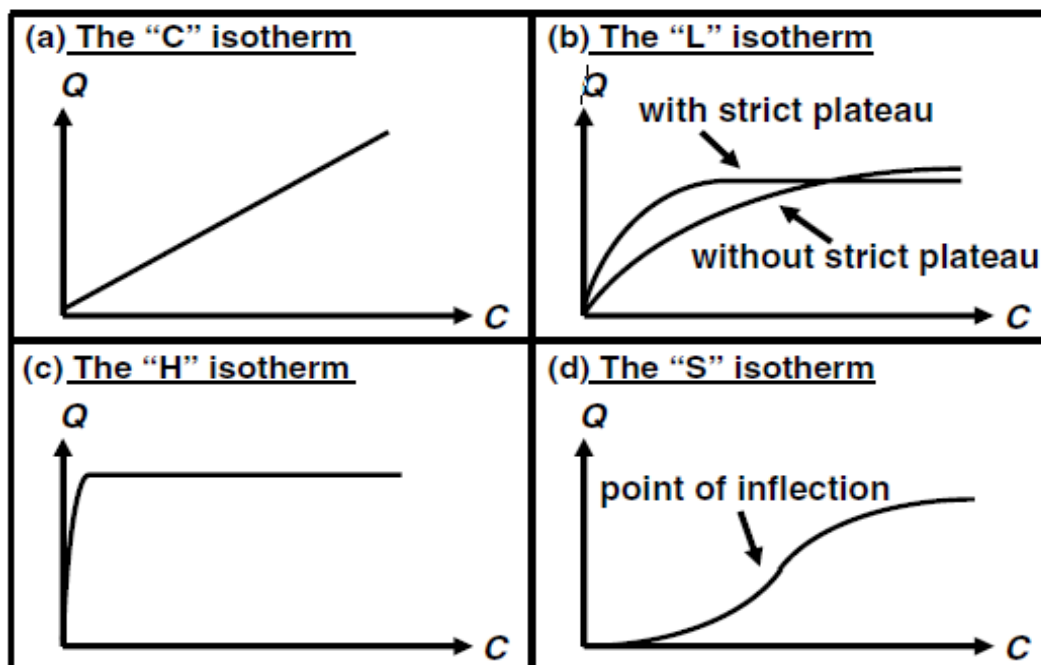 (a) The “C” isotherm
Q
C
(b) The “L” isotherm
Q
with strict plateau
without strict plateau
C
(c) The “H” isotherm
Q
C
(d) The “S” isotherm
Q
point of inflection
C